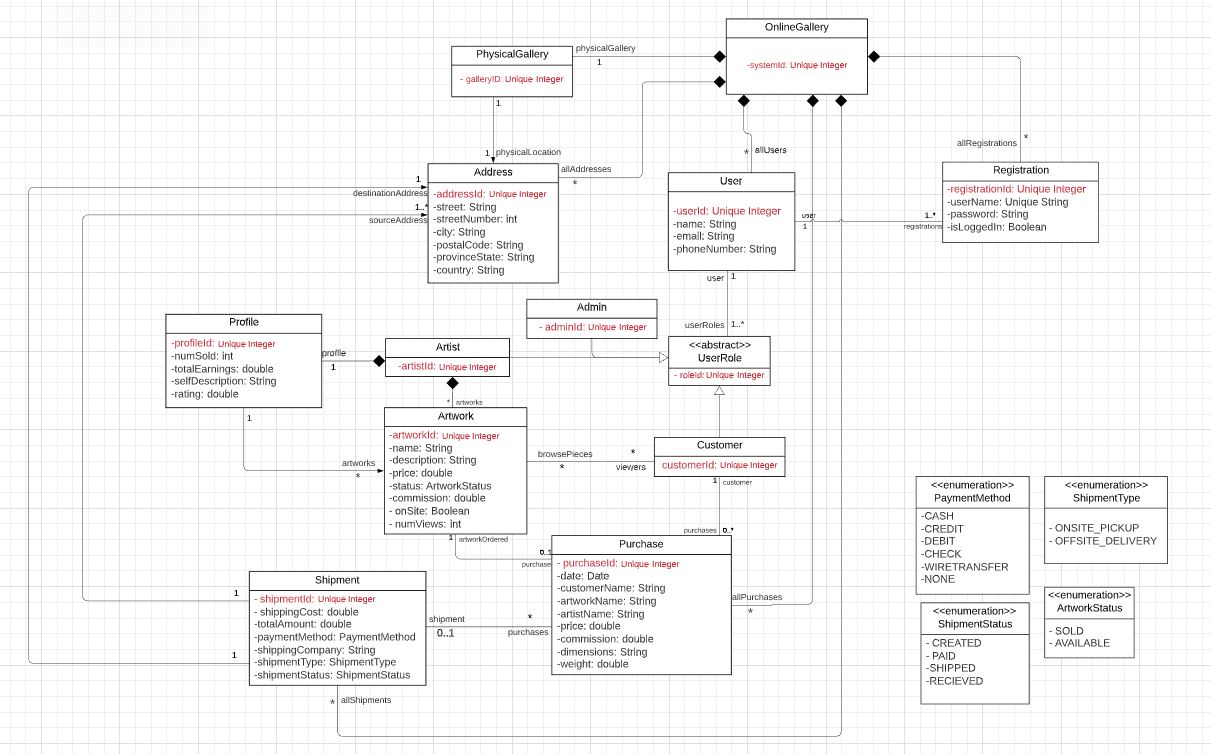 OnlineGallery
-systemId: Unique Integer
PhysicalGallery
- galleryID: Unique Integer
physicalGallery
1
1
1
physicalLocation
allAddresses
*
*
allUsers
allRegistrations
*
Address
-addressId: Unique Integer
-street: String
-streetNumber: int
-city: String
-postalCode: String
-provinceState: String
-country: String
1
destinationAddress
1..*
sourceAddress
User
-userId: Unique Integer
-name: String
-email: String
-phoneNumber: String
user
1
1..*
registrations
Registration
-registrationId: Unique Integer
-userName: Unique String
-password: String
-isLoggedIn: Boolean
user
1
userRoles
1..*
Admin
- adminId: Unique Integer
<<abstract>>
UserRole
- roleId: Unique Integer
Profile
-profileId: Unique Integer
-numSold: int
-totalEarnings: double
-selfDescription: String
-rating: double
profile
1
Artist
-artistId: Unique Integer
*
artworks
1
artworks
*
Artwork
-artworkId: Unique Integer
-name: String
-description: String
-price: double
-status: ArtworkStatus
-commission: double
- onSite: Boolean
- numViews: int
browsePieces
*
*
viewers
Customer
customerId: Unique Integer
1
customer
purchases
0..*
1
artworkOrdered
0..1
purchase
Purchase
- purchaseId: Unique Integer
-date: Date
-customerName: String
-artworkName: String
-artistName: String
-price: double
-commission: double
-dimensions: String
-weight: double
allPurchases
*
Shipment
- shipmentId: Unique Integer
- shippingCost: double
-totalAmount: double
-paymentMethod: PaymentMethod
-shippingCompany: String
-shipmentType: ShipmentType
-shipmentStatus: ShipmentStatus
1
1
shipment
0..1
*
purchases
*
allShipments
<<enumeration>>
PaymentMethod
-CASH
-CREDIT
-DEBIT
-CHECK
-WIRETRANSFER
-NONE
<<enumeration>>
ShipmentType
- ONSITE_PICKUP
- OFFSITE_DELIVERY
<<enumeration>>
ShipmentStatus
- CREATED
- PAID
-SHIPPED
-RECIEVED
<<enumeration>>
ArtworkStatus
- SOLD
- AVAILABLE